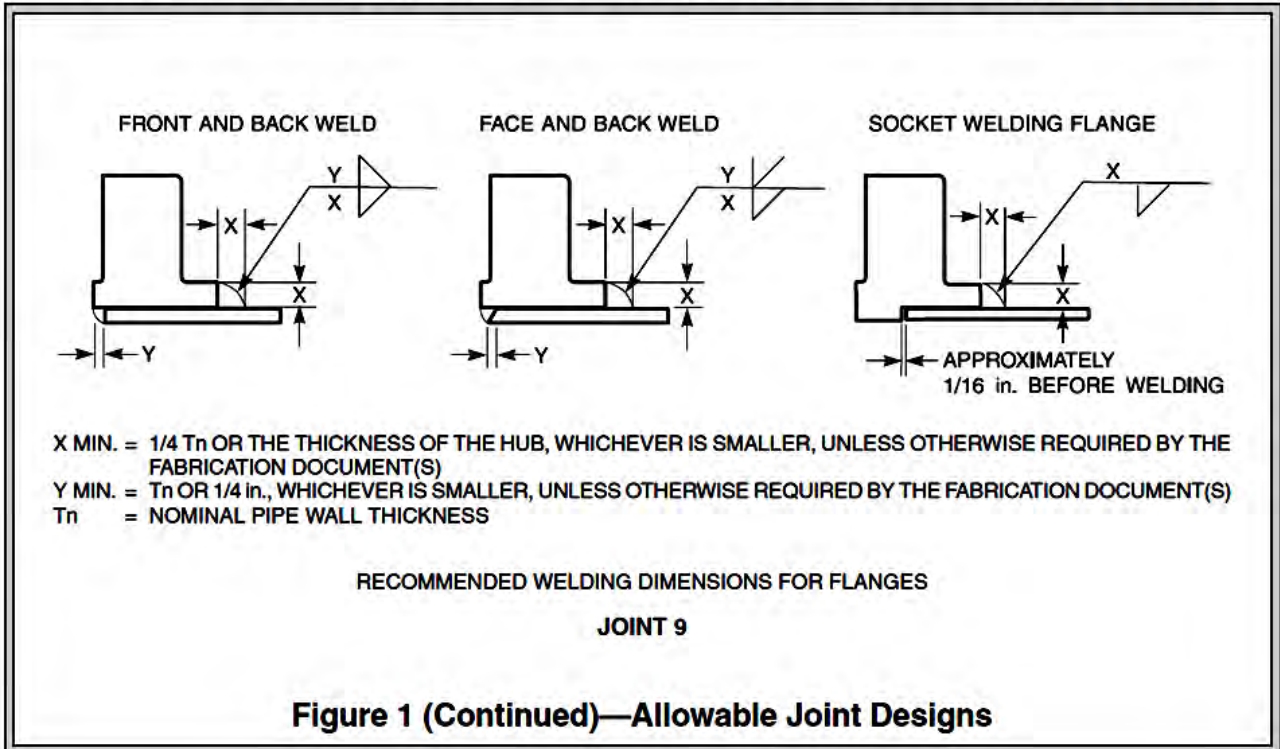 FRONT AND BACK WELD
Y
X
X
X
Y
FACE AND BACK WELD
Y
X
X
X
Y
SOCKET WELDING FLANGE
X
X
X
APPROXIMATELY
1/16 in. BEFORE WELDING
X MIN. = 1/4 Tn OR THE THICKNESS OF THE HUB, WHICHEVER IS SMALLER, UNLESS OTHERWISE REQUIRED BY THE
FABRICATION DOCUMENT(S)
Y MIN. = Tn OR 1/4 in., WHICHEVER IS SMALLER, UNLESS OTHERWISE REQUIRED BY THE FABRICATION DOCUMENT(S)
Tn = NOMINAL PIPE WALL THICKNESS
RECOMMENDED WELDING DIMENSIONS FOR FLANGES
JOINT 9
Figure 1 (Continued)—Allowable Joint Designs